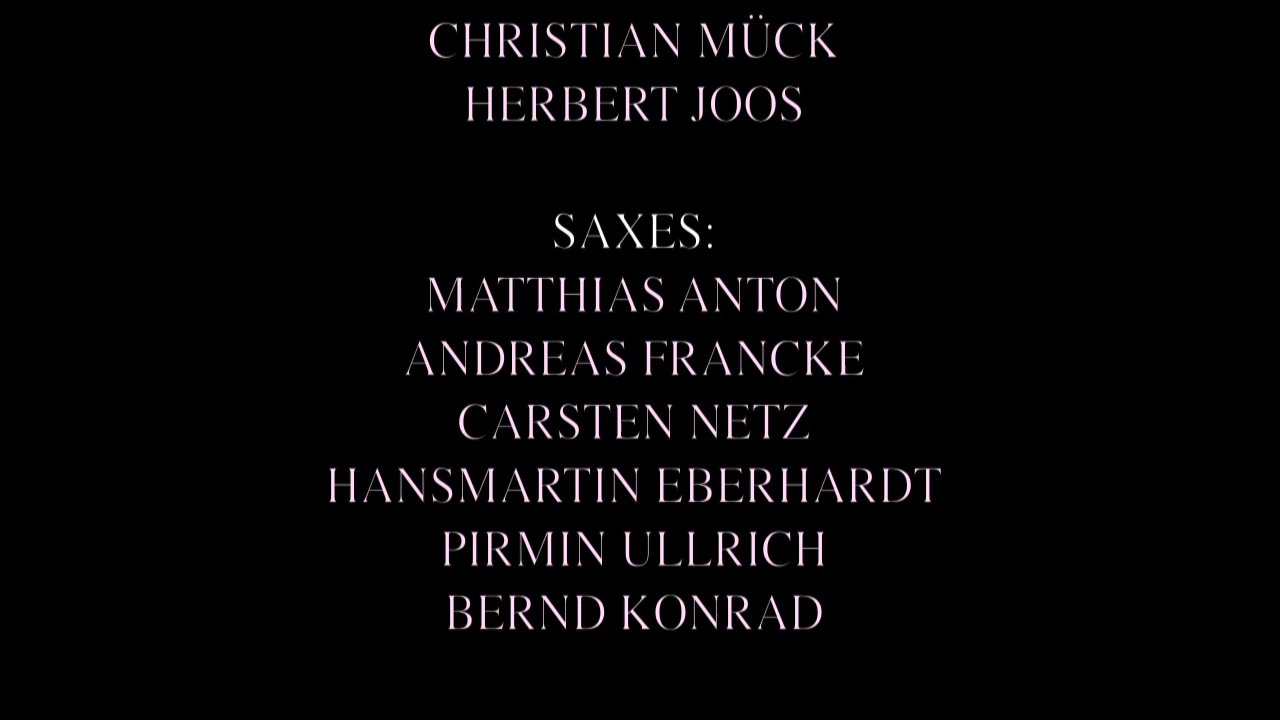 CHRISTIAN MÜCK
HERBERT JOOS
SAXES:
MATTHIAS ANTON
ANDREAS FRANCKE
CARSTEN NETZ
HANSMARTIN EBERHARDT
PIRMIN ULLRICH
BERND KONRAD